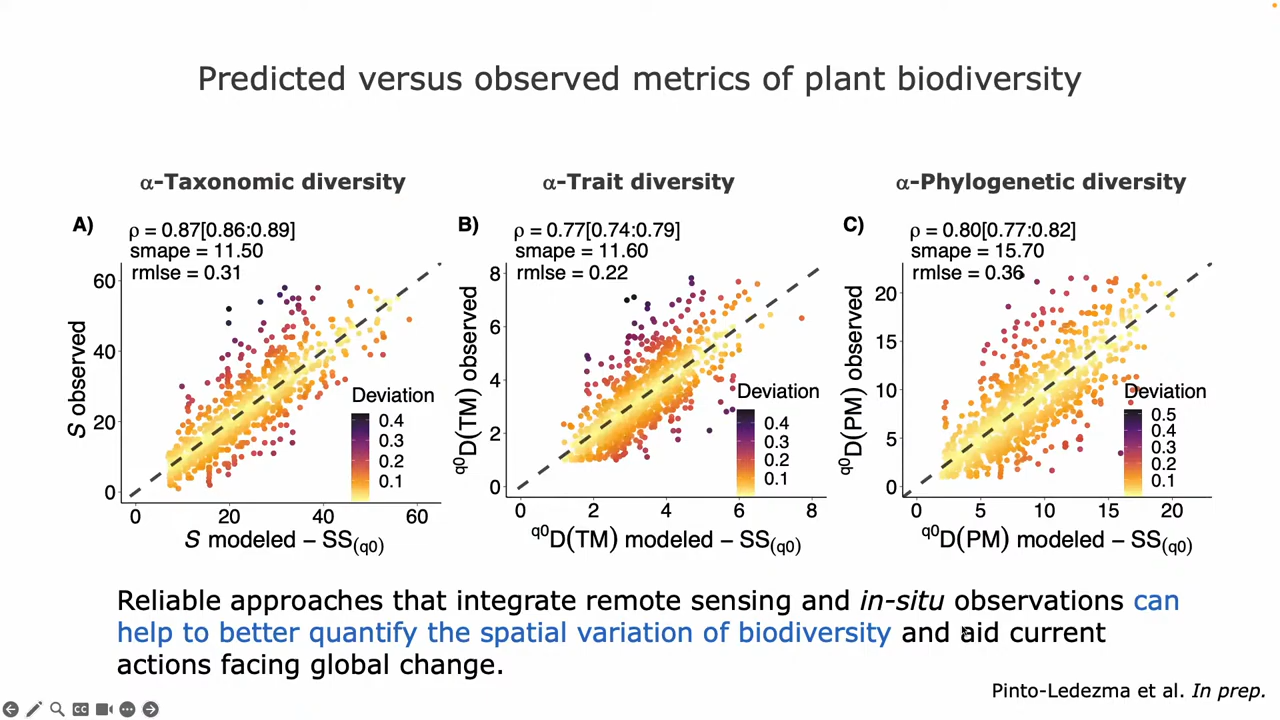 Predicted versus observed metrics of plant biodiversity
α-Taxonomic diversity
α-Trait diversity
α-Phylogenetic diversity
A)
ρ = 0.87[0.86:0.89]
smape = 11.50
rmlse = 0.31
S observed
60
40
20
0
0
20
40
60
S modeled – SS(q0)
Deviation
0.4
0.3
0.2
0.1
B)
ρ = 0.77[0.74:0.79]
smape = 11.60
rmlse = 0.22
q0D(TM) observed
8
6
4
2
0
0
2
4
6
8
q0D(TM) modeled – SS(q0)
Deviation
0.4
0.3
0.2
0.1
C)
ρ = 0.80[0.77:0.82]
smape = 15.70
rmlse = 0.36
q0D(PM) observed
20
15
10
5
0
0
5
10
15
20
q0D(PM) modeled – SS(q0)
Deviation
0.5
0.4
0.3
0.2
0.1
Reliable approaches that integrate remote sensing and in-situ observations can
help to better quantify the spatial variation of biodiversity and aid current
actions facing global change.
Pinto-Ledezma et al. In prep.
CC